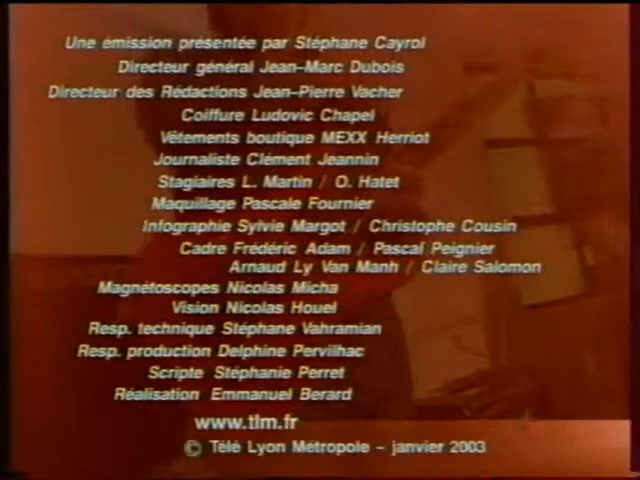 Une émission présentée par Stéphane Cayrol
Directeur général Jean-Marc Dubois
Directeur des Rédactions Jean-Pierre Vacher
Coiffure Ludovic Chapel
Vêtements boutique MEXX Herriot
Journaliste Clément Jeannin
Stagiaires L. Martin / O. Hatet
Maquillage Pascale Fournier
Infographie Sylvie Margot / Christophe Cousin
Cadre Frédéric Adam / Pascal Peignier
Arnaud Ly Van Manh / Claire Salomon
Magnétoscopes Nicolas Micha
Vision Nicolas Houel
Resp. technique Stéphane Vahramian
Resp. production Delphine Pervilhac
Scripte Stéphanie Perret
Réalisation Emmanuel Berard
www.tlm.fr
© Télé Lyon Métropole - janvier 2003